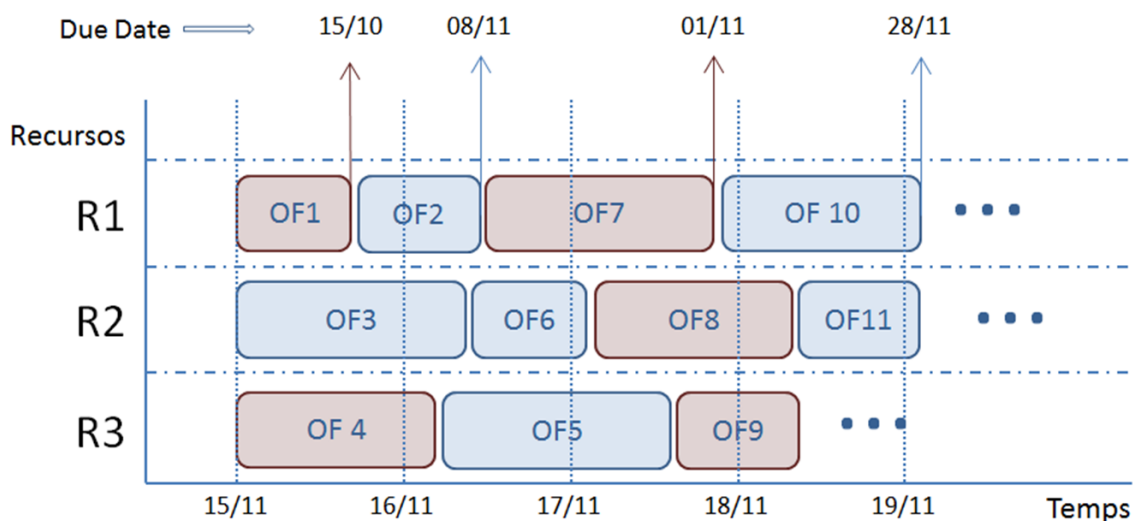 Due Date 15/10 08/11 01/11 28/11
Recursos
R1 OF1 OF2 OF7 OF 10
R2 OF3 OF6 OF8 OF11
R3 OF 4 OF5 OF9
15/11 16/11 17/11 18/11 19/11 Temps